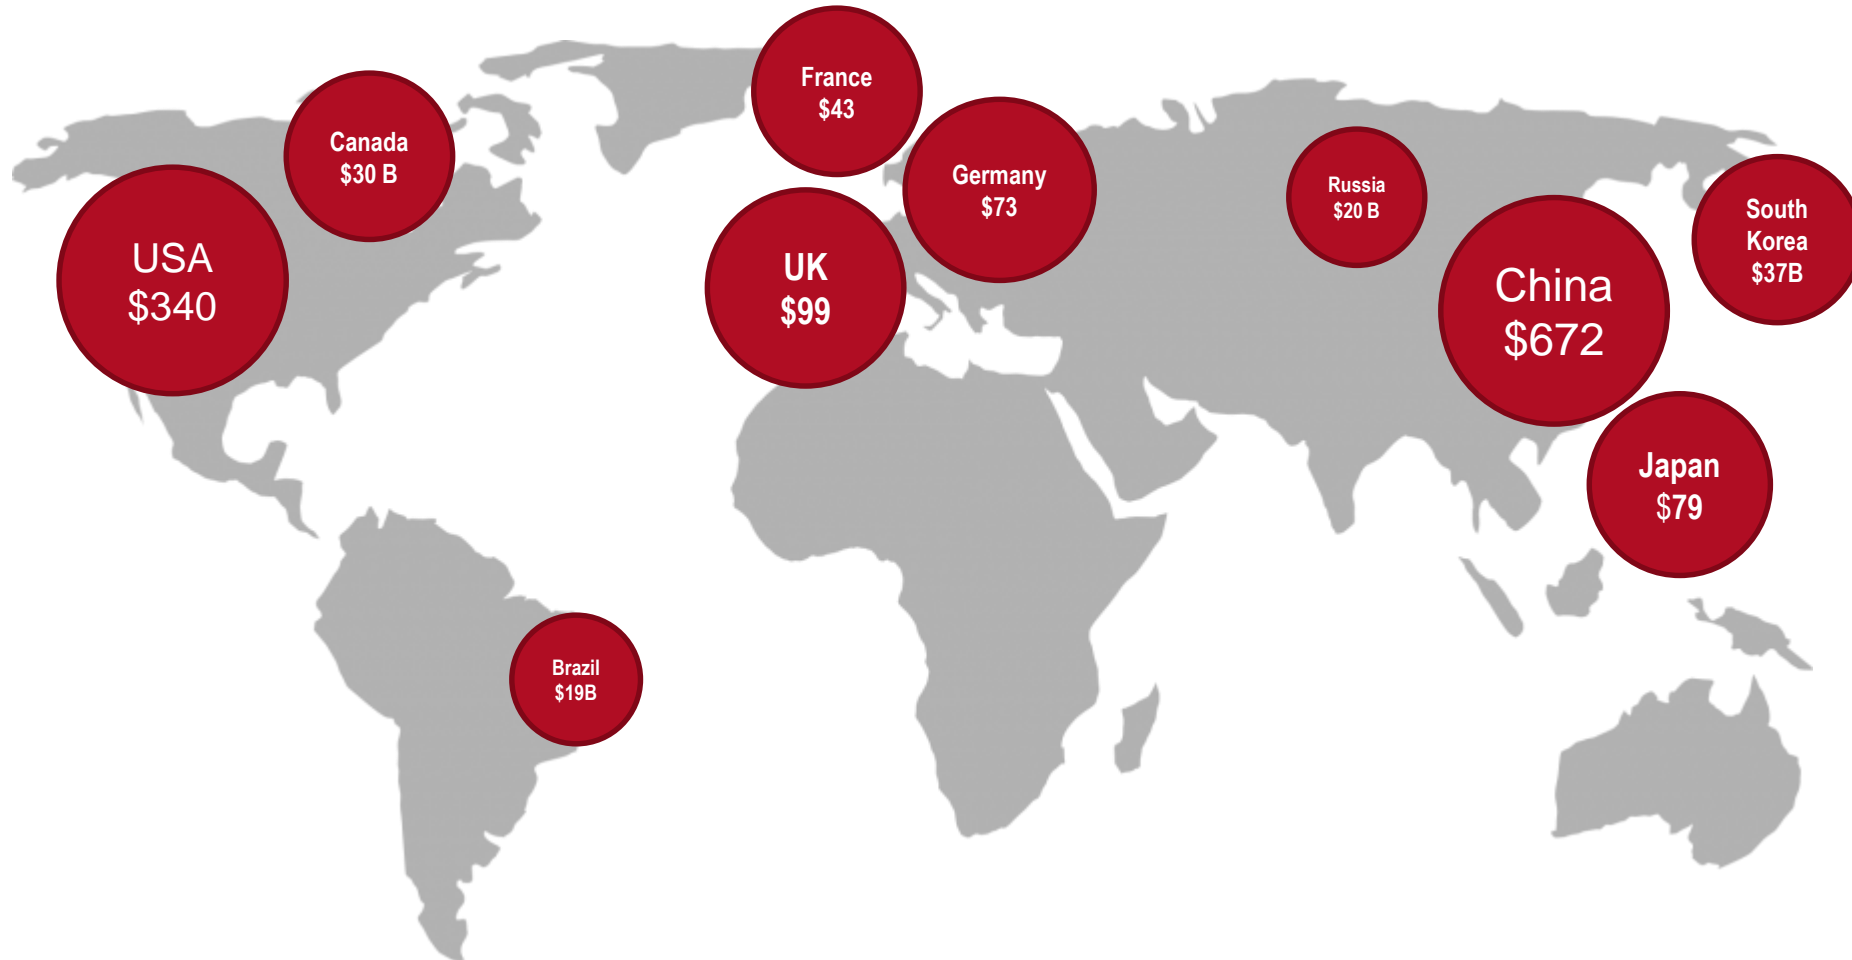 France
$43
Canada
$30 B
Germany
$73
Russia
$20 B
South
Korea
$37B
USA
$340
UK
$99
China
$672
Japan
$79
Brazil
$19B